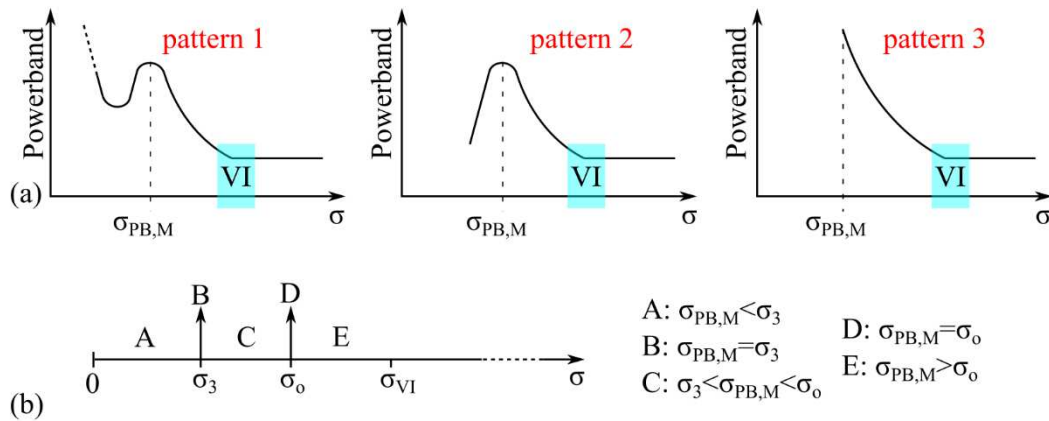 pattern 1
pattern 2
pattern 3
Powerband
Powerband
Powerband
VI
VI
VI
(a)
σPB,M
σ
σPB,M
σ
σPB,M
σ
B
D
A
C
E
0
σ3
σo
σVI
σ
(b)
A: σPB,M<σ3
B: σPB,M=σ3
C: σ3<σPB,M<σo
D: σPB,M=σo
E: σPB,M>σo